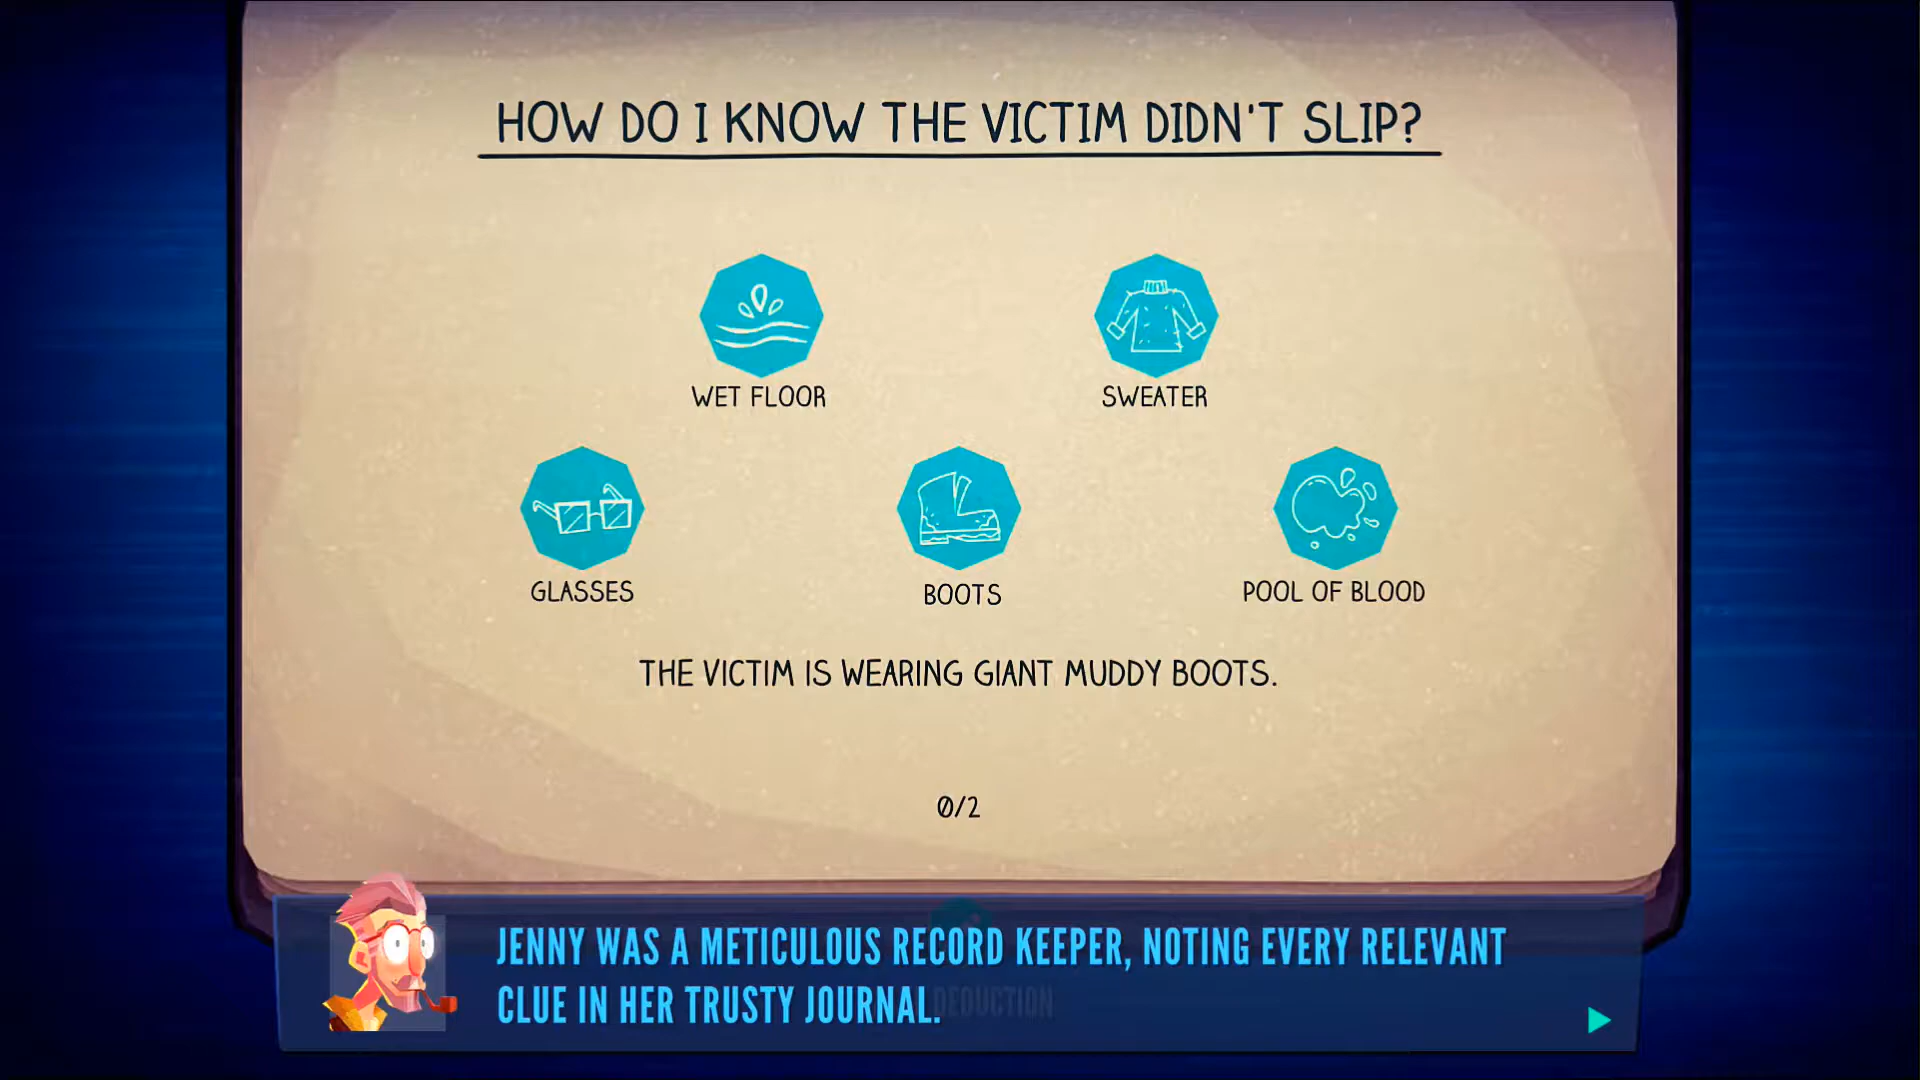 HOW DO I KNOW THE VICTIM DIDN'T SLIP?
WET FLOOR
SWEATER
GLASSES
BOOTS
POOL OF BLOOD
THE VICTIM IS WEARING GIANT MUDDY BOOTS.
0/2
JENNY WAS A METICULOUS RECORD KEEPER, NOTING EVERY RELEVANT
CLUE IN HER TRUSTY JOURNAL.
DEDUCTION